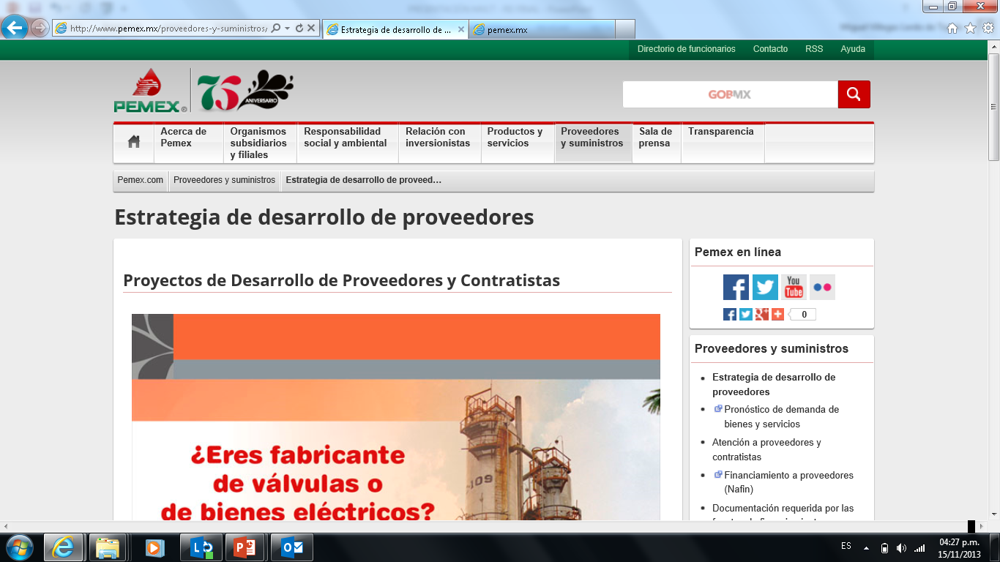 http://www.pemex.mx/proveedores-y-suministros/
Estrategia de desarrollo de ...
pemex.mx
Directorio de funcionarios
Contacto
RSS
Ayuda
PEMEX
75
ANIVERSARIO
GOBMX
Acerca de
Pemex
Organismos
subsidiarios
y filiales
Responsabilidad
social y ambiental
Relación con
inversionistas
Productos y
servicios
Proveedores
y suministros
Sala de
prensa
Transparencia
Pemex.com
Proveedores y suministros
Estrategia de desarrollo de proveed...
Estrategia de desarrollo de proveedores
Proyectos de Desarrollo de Proveedores y Contratistas
¿Eres fabricante
de válvulas o
de bienes eléctricos?
109
Pemex en línea
You
Tube
0
Proveedores y suministros
Estrategia de desarrollo de
proveedores
Pronóstico de demanda de
bienes y servicios
Atención a proveedores y
contratistas
Financiamiento a proveedores
(Nafin)
Documentación requerida por las
ES
04:27 p.m.
15/11/2013